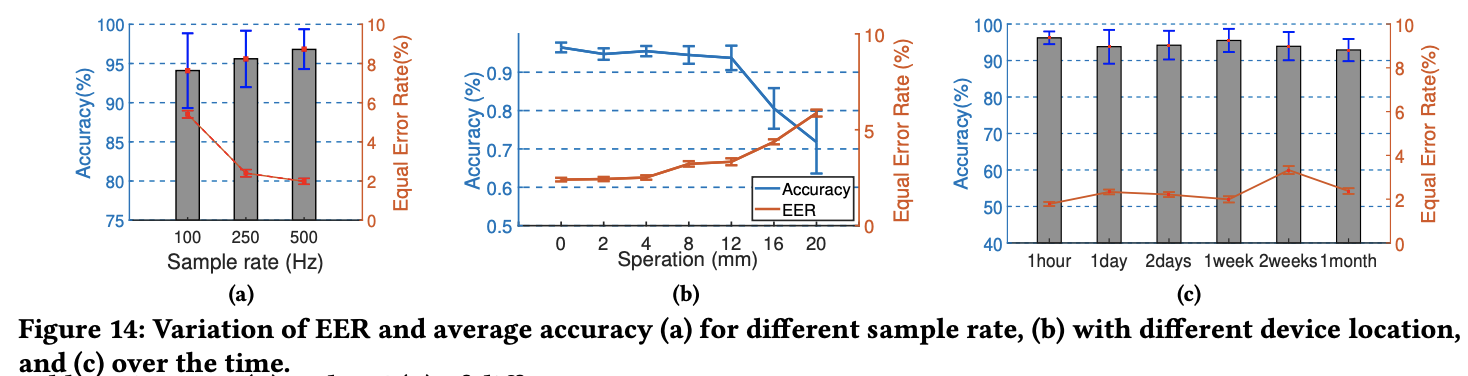 100
95
90
85
80
75
Accuracy(%)
10
8
6
4
2
0
Equal Error Rate(%)
100 250 500
Sample rate (Hz)
(a)
0.9
0.8
0.7
0.6
0.5
Accuracy (%)
10
5
0
Equal Error Rate (%)
Accuracy
EER
0 2 4 8 12 16 20
Speration (mm)
(b)
100
90
80
70
60
50
40
Accuracy(%)
10
8
6
4
2
0
Equal Error Rate(%)
1hour 1day 2days 1week 2weeks 1month
(c)
Figure 14: Variation of EER and average accuracy (a) for different sample rate, (b) with different device location,
and (c) over the time.